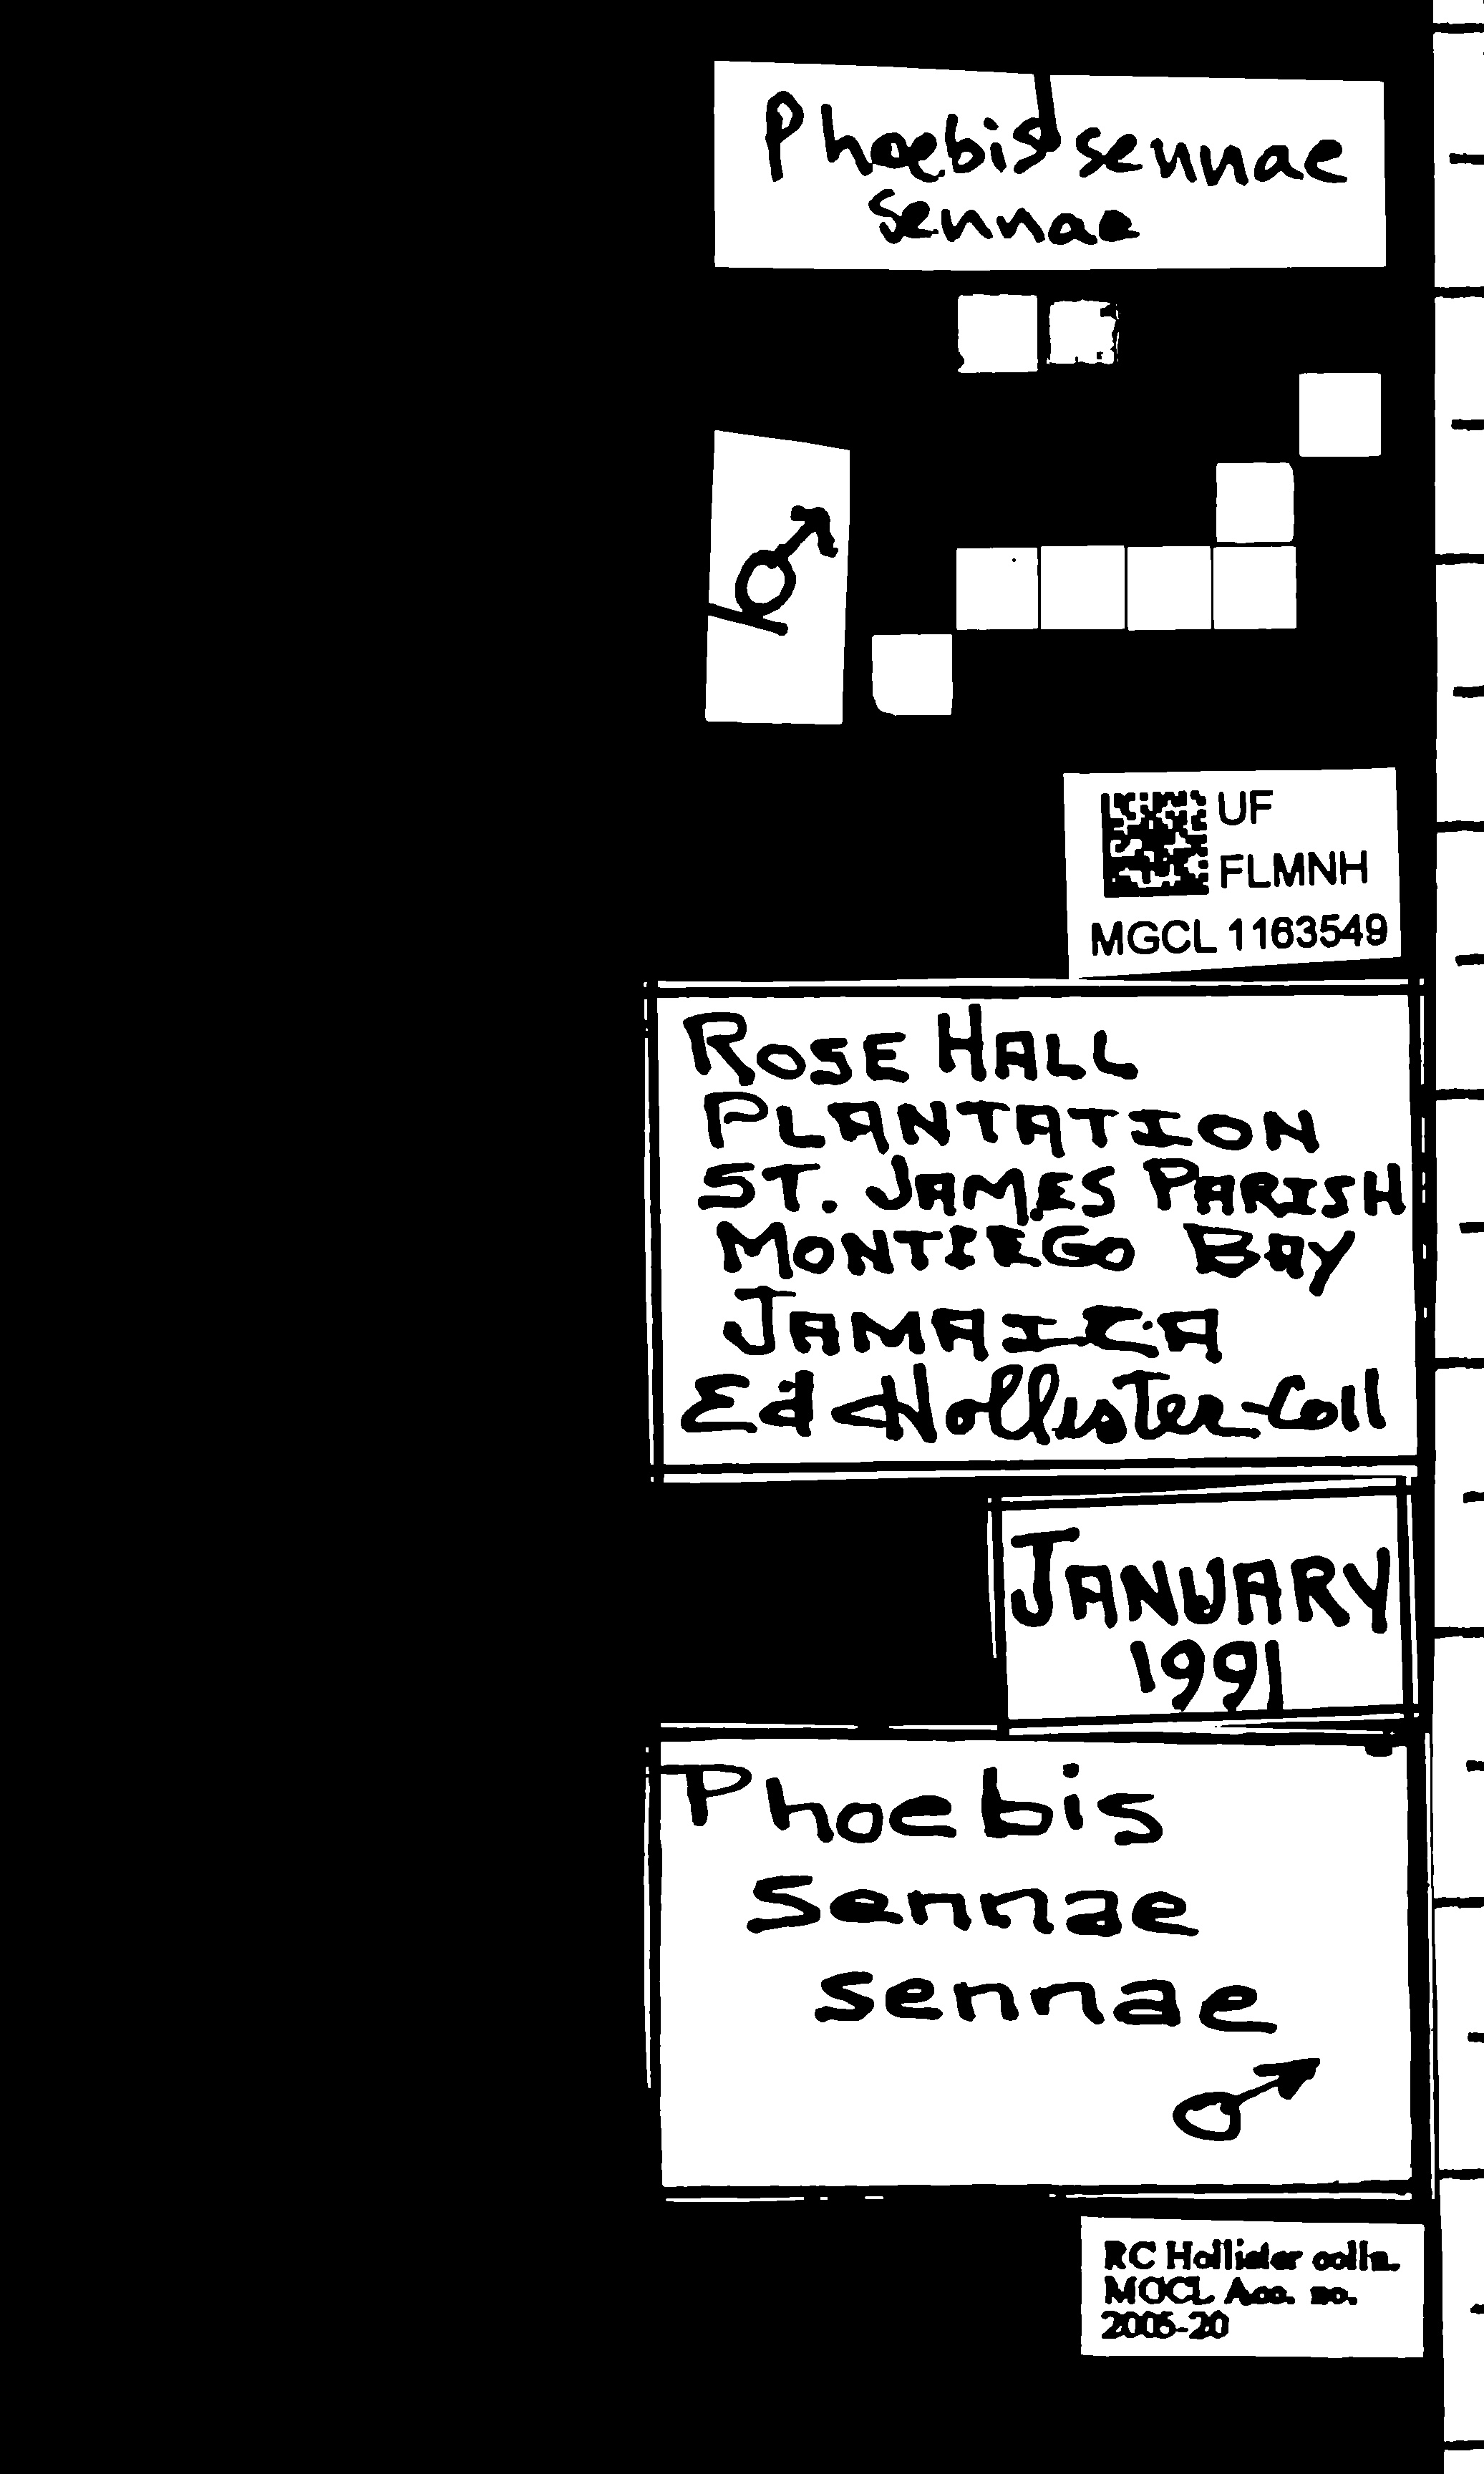 Phoebis sennae
sennae
♂
UF
FLMNH
MGCL 1163549
ROSE HALL
PLANTATION
ST. JAMES PARISH
MONTIEGO BAY
JAMAICA
Ed Hollister-Coll
JANUARY
1991
Phoebis
sennae
sennae
♂
RC Hollister colln.
MGCL Acc. no.
2005-20